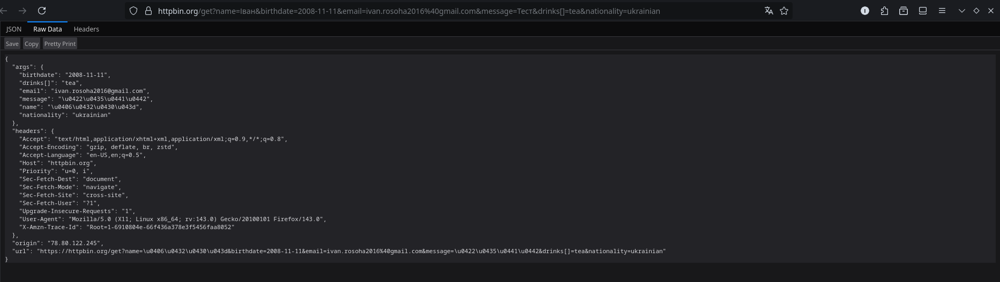 httpbin.org/get?name=Іван&birthdate=2008-11-11&email=ivan.rosoha2016%40gmail.com&message=Тест&drinks[]=tea&nationality=ukrainian
JSON Raw Data Headers
Save Copy Pretty Print
{
  "args": {
    "birthdate": "2008-11-11",
    "drinks[]": "tea",
    "email": "ivan.rosoha2016@gmail.com",
    "message": "\u0422\u0435\u0441\u0442",
    "name": "\u0406\u0432\u0430\u043d",
    "nationality": "ukrainian"
  },
  "headers": {
    "Accept": "text/html,application/xhtml+xml,application/xml;q=0.9,*/*;q=0.8",
    "Accept-Encoding": "gzip, deflate, br, zstd",
    "Accept-Language": "en-US,en;q=0.5",
    "Host": "httpbin.org",
    "Priority": "u=0, i",
    "Sec-Fetch-Dest": "document",
    "Sec-Fetch-Mode": "navigate",
    "Sec-Fetch-Site": "cross-site",
    "Sec-Fetch-User": "?1",
    "Upgrade-Insecure-Requests": "1",
    "User-Agent": "Mozilla/5.0 (X11; Linux x86_64; rv:143.0) Gecko/20100101 Firefox/143.0",
    "X-Amzn-Trace-Id": "Root=1-6910804e-66f436a378e3f5456faa8052"
  },
  "origin": "78.80.122.245",
  "url": "https://httpbin.org/get?name=\u0406\u0432\u0430\u043d&birthdate=2008-11-11&email=ivan.rosoha2016%40gmail.com&message=\u0422\u0435\u0441\u0442&drinks[]=tea&nationality=ukrainian"
}